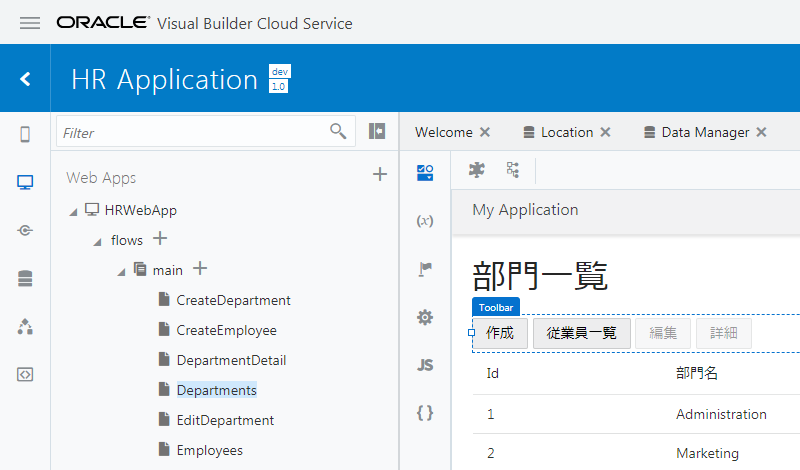 ORACLE® Visual Builder Cloud Service
HR Application dev 1.0
Filter
Welcome
Location
Data Manager
Web Apps
HRWebApp
flows
main
CreateDepartment
CreateEmployee
DepartmentDetail
Departments
EditDepartment
Employees
(x)
JS
{ }
My Application
部門一覧
Toolbar
作成 従業員一覧 編集 詳細
Id 部門名
1 Administration
2 Marketing